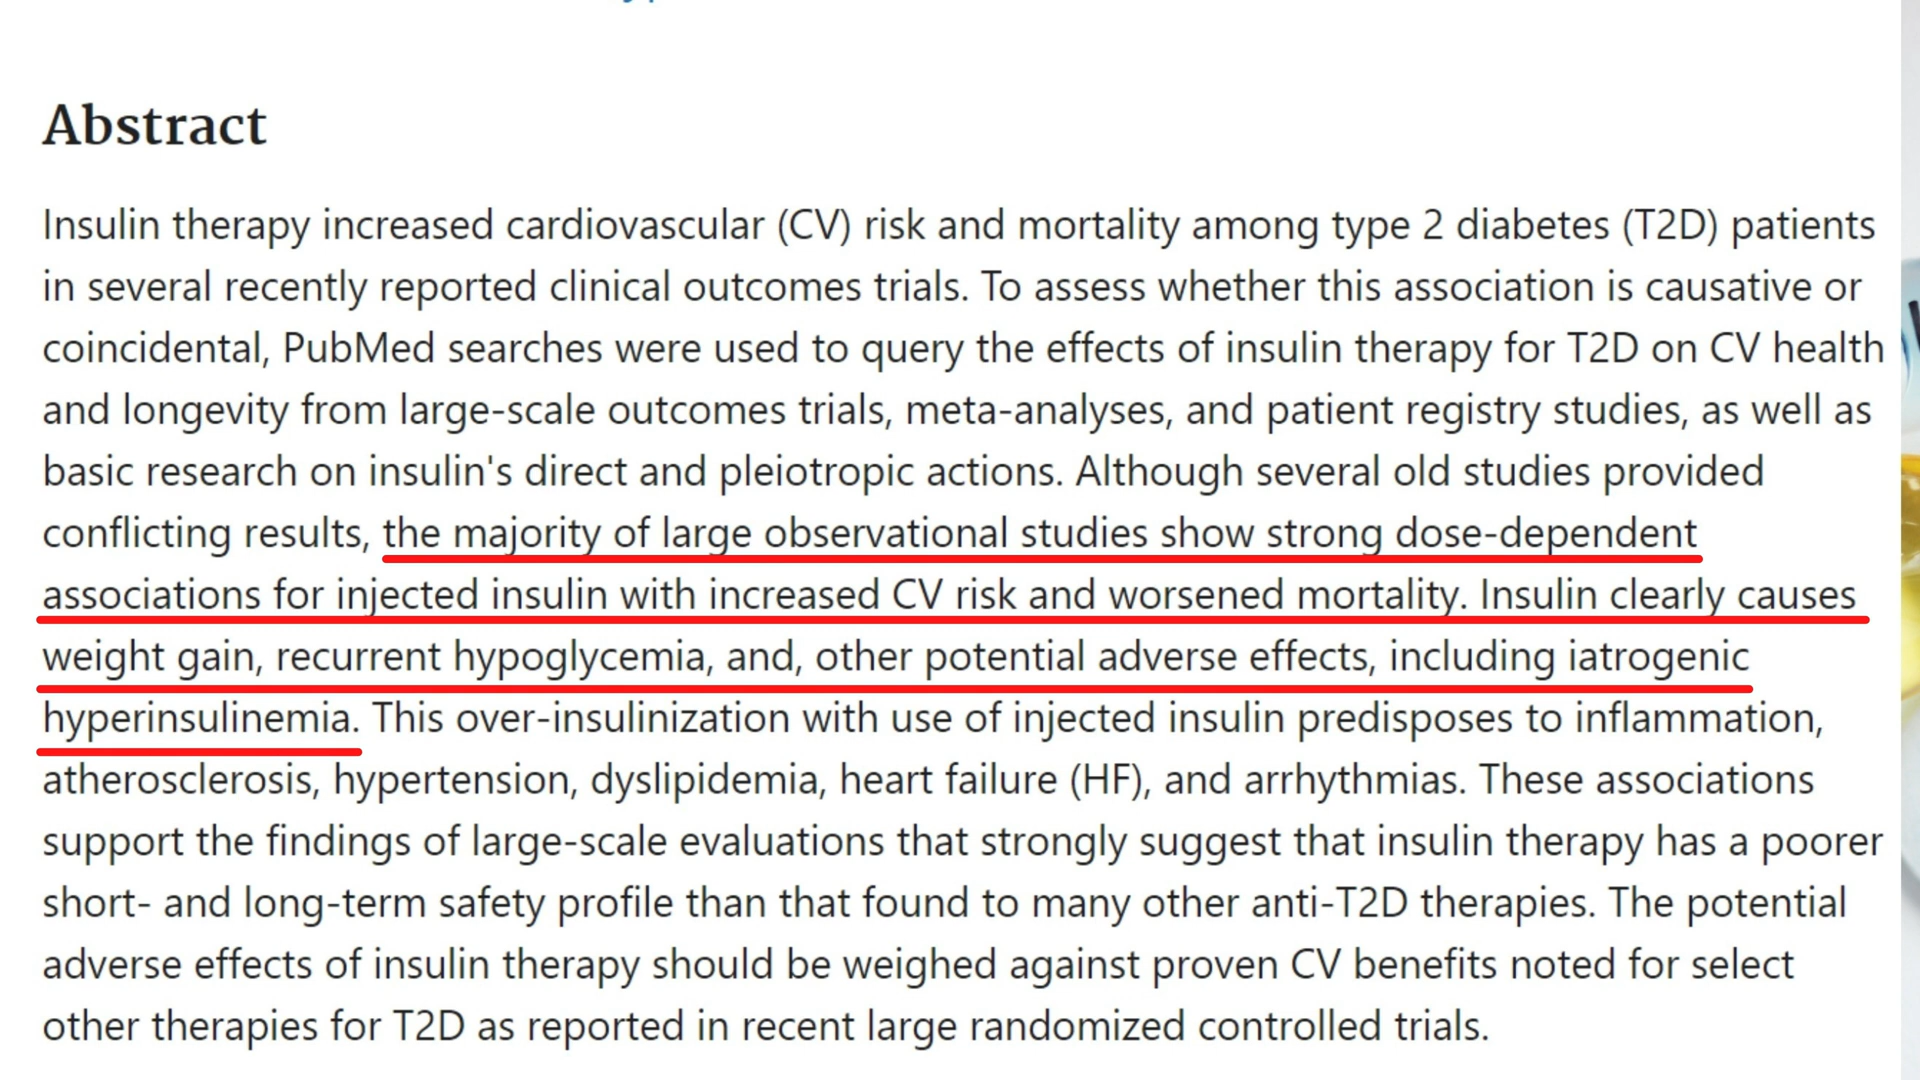 Abstract
Insulin therapy increased cardiovascular (CV) risk and mortality among type 2 diabetes (T2D) patients
in several recently reported clinical outcomes trials. To assess whether this association is causative or
coincidental, PubMed searches were used to query the effects of insulin therapy for T2D on CV health
and longevity from large-scale outcomes trials, meta-analyses, and patient registry studies, as well as
basic research on insulin's direct and pleiotropic actions. Although several old studies provided
conflicting results, the majority of large observational studies show strong dose-dependent
associations for injected insulin with increased CV risk and worsened mortality. Insulin clearly causes
weight gain, recurrent hypoglycemia, and, other potential adverse effects, including iatrogenic
hyperinsulinemia. This over-insulinization with use of injected insulin predisposes to inflammation,
atherosclerosis, hypertension, dyslipidemia, heart failure (HF), and arrhythmias. These associations
support the findings of large-scale evaluations that strongly suggest that insulin therapy has a poorer
short- and long-term safety profile than that found to many other anti-T2D therapies. The potential
adverse effects of insulin therapy should be weighed against proven CV benefits noted for select
other therapies for T2D as reported in recent large randomized controlled trials.